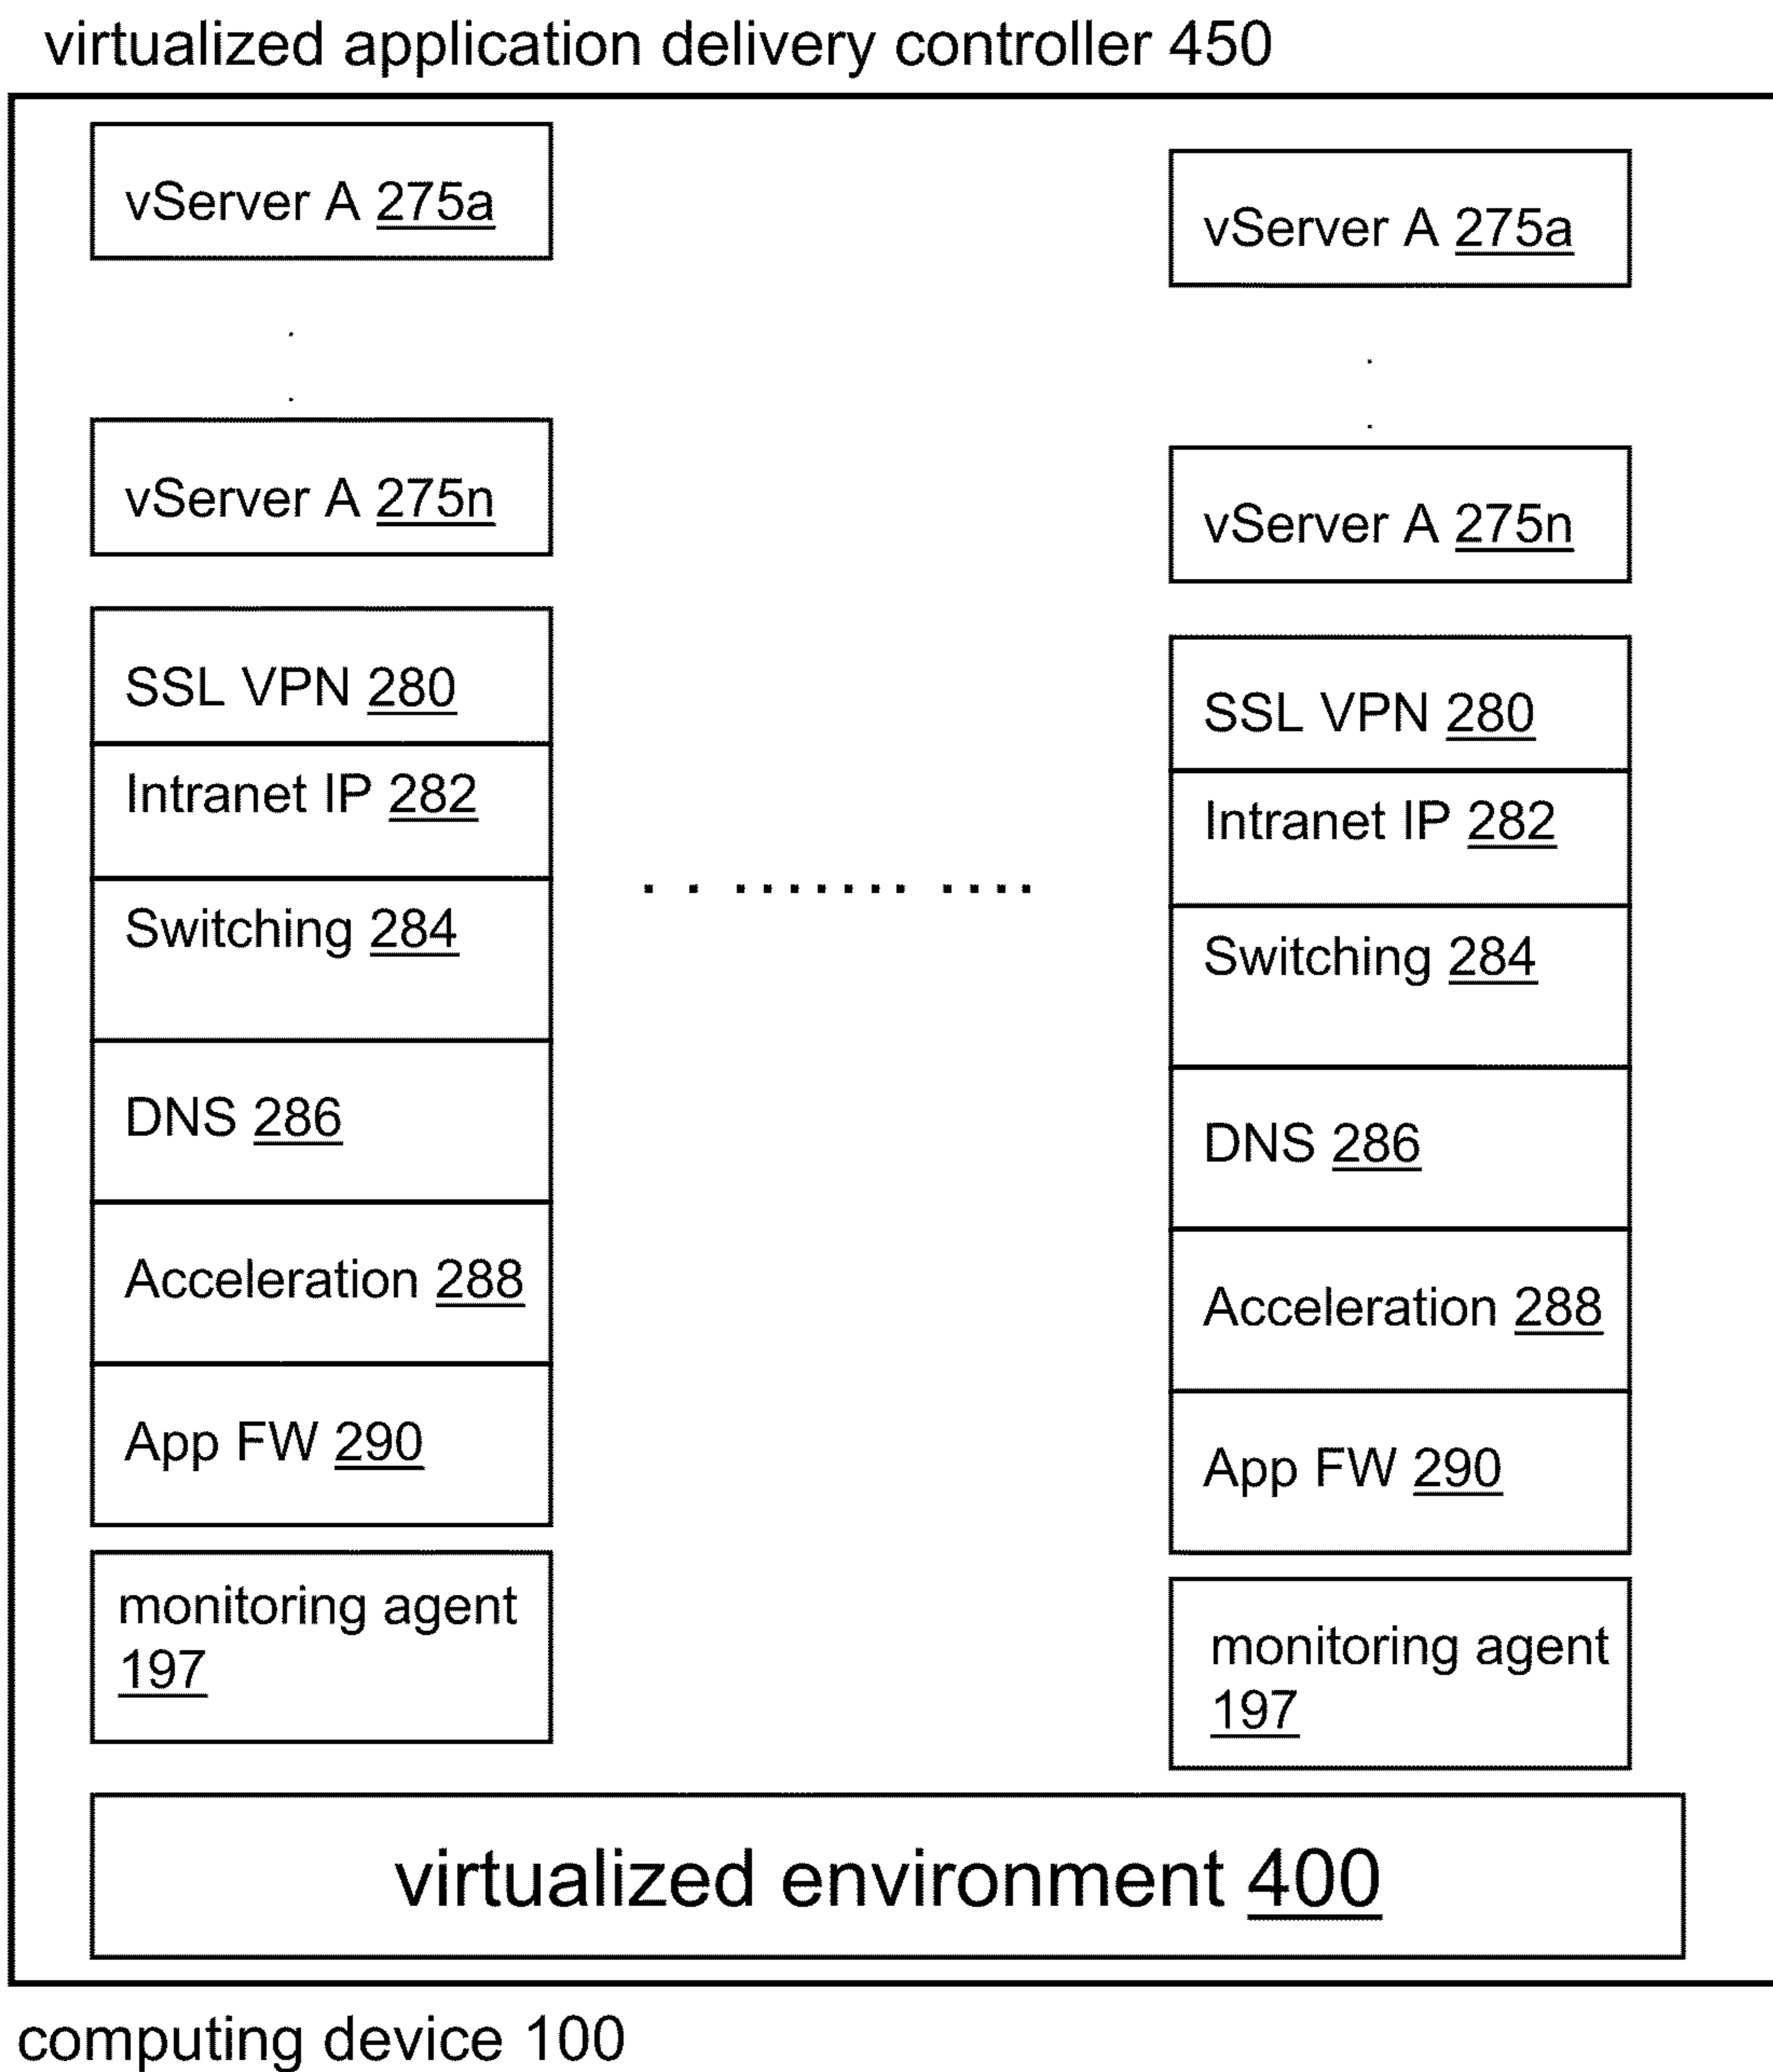 virtualized application delivery controller 450
vServer A 275a
vServer A 275n
SSL VPN 280
Intranet IP 282
Switching 284
DNS 286
Acceleration 288
App FW 290
monitoring agent
197
vServer A 275a
vServer A 275n
SSL VPN 280
Intranet IP 282
Switching 284
DNS 286
Acceleration 288
App FW 290
monitoring agent
197
virtualized environment 400
computing device 100